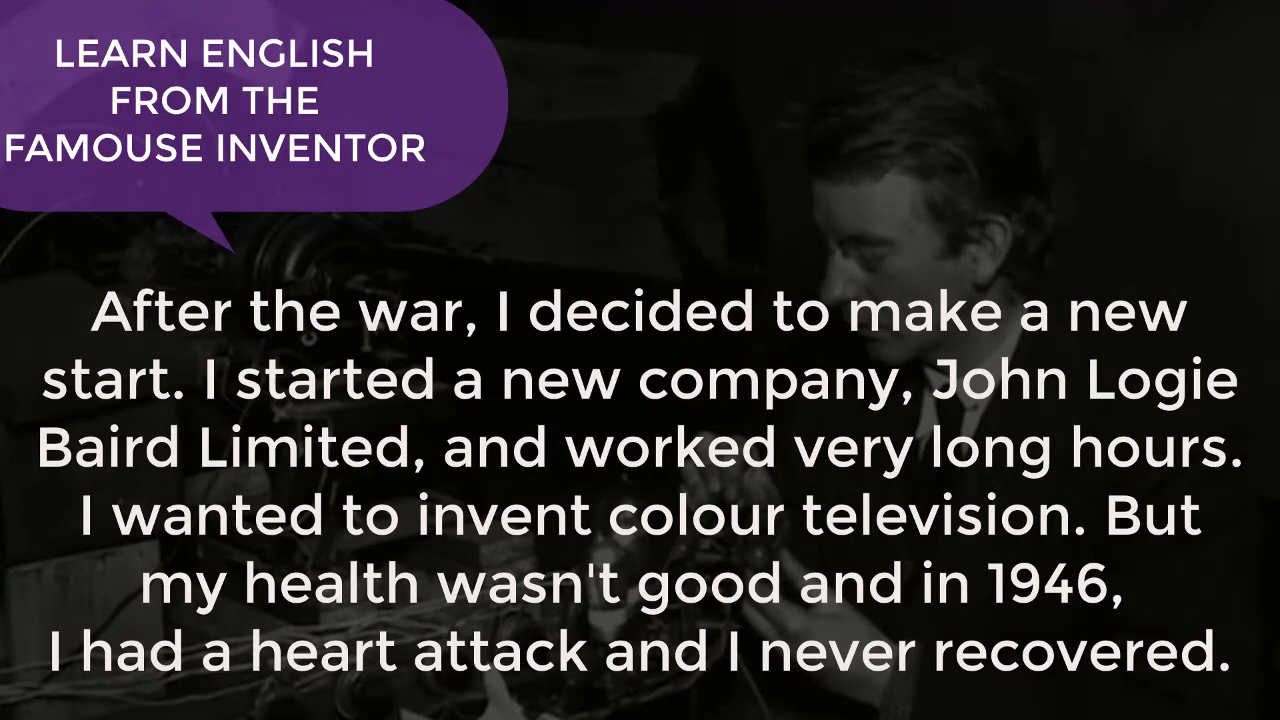 LEARN ENGLISH
FROM THE
FAMOUSE INVENTOR
After the war, I decided to make a new
start. I started a new company, John Logie
Baird Limited, and worked very long hours.
I wanted to invent colour television. But
my health wasn't good and in 1946,
I had a heart attack and I never recovered.